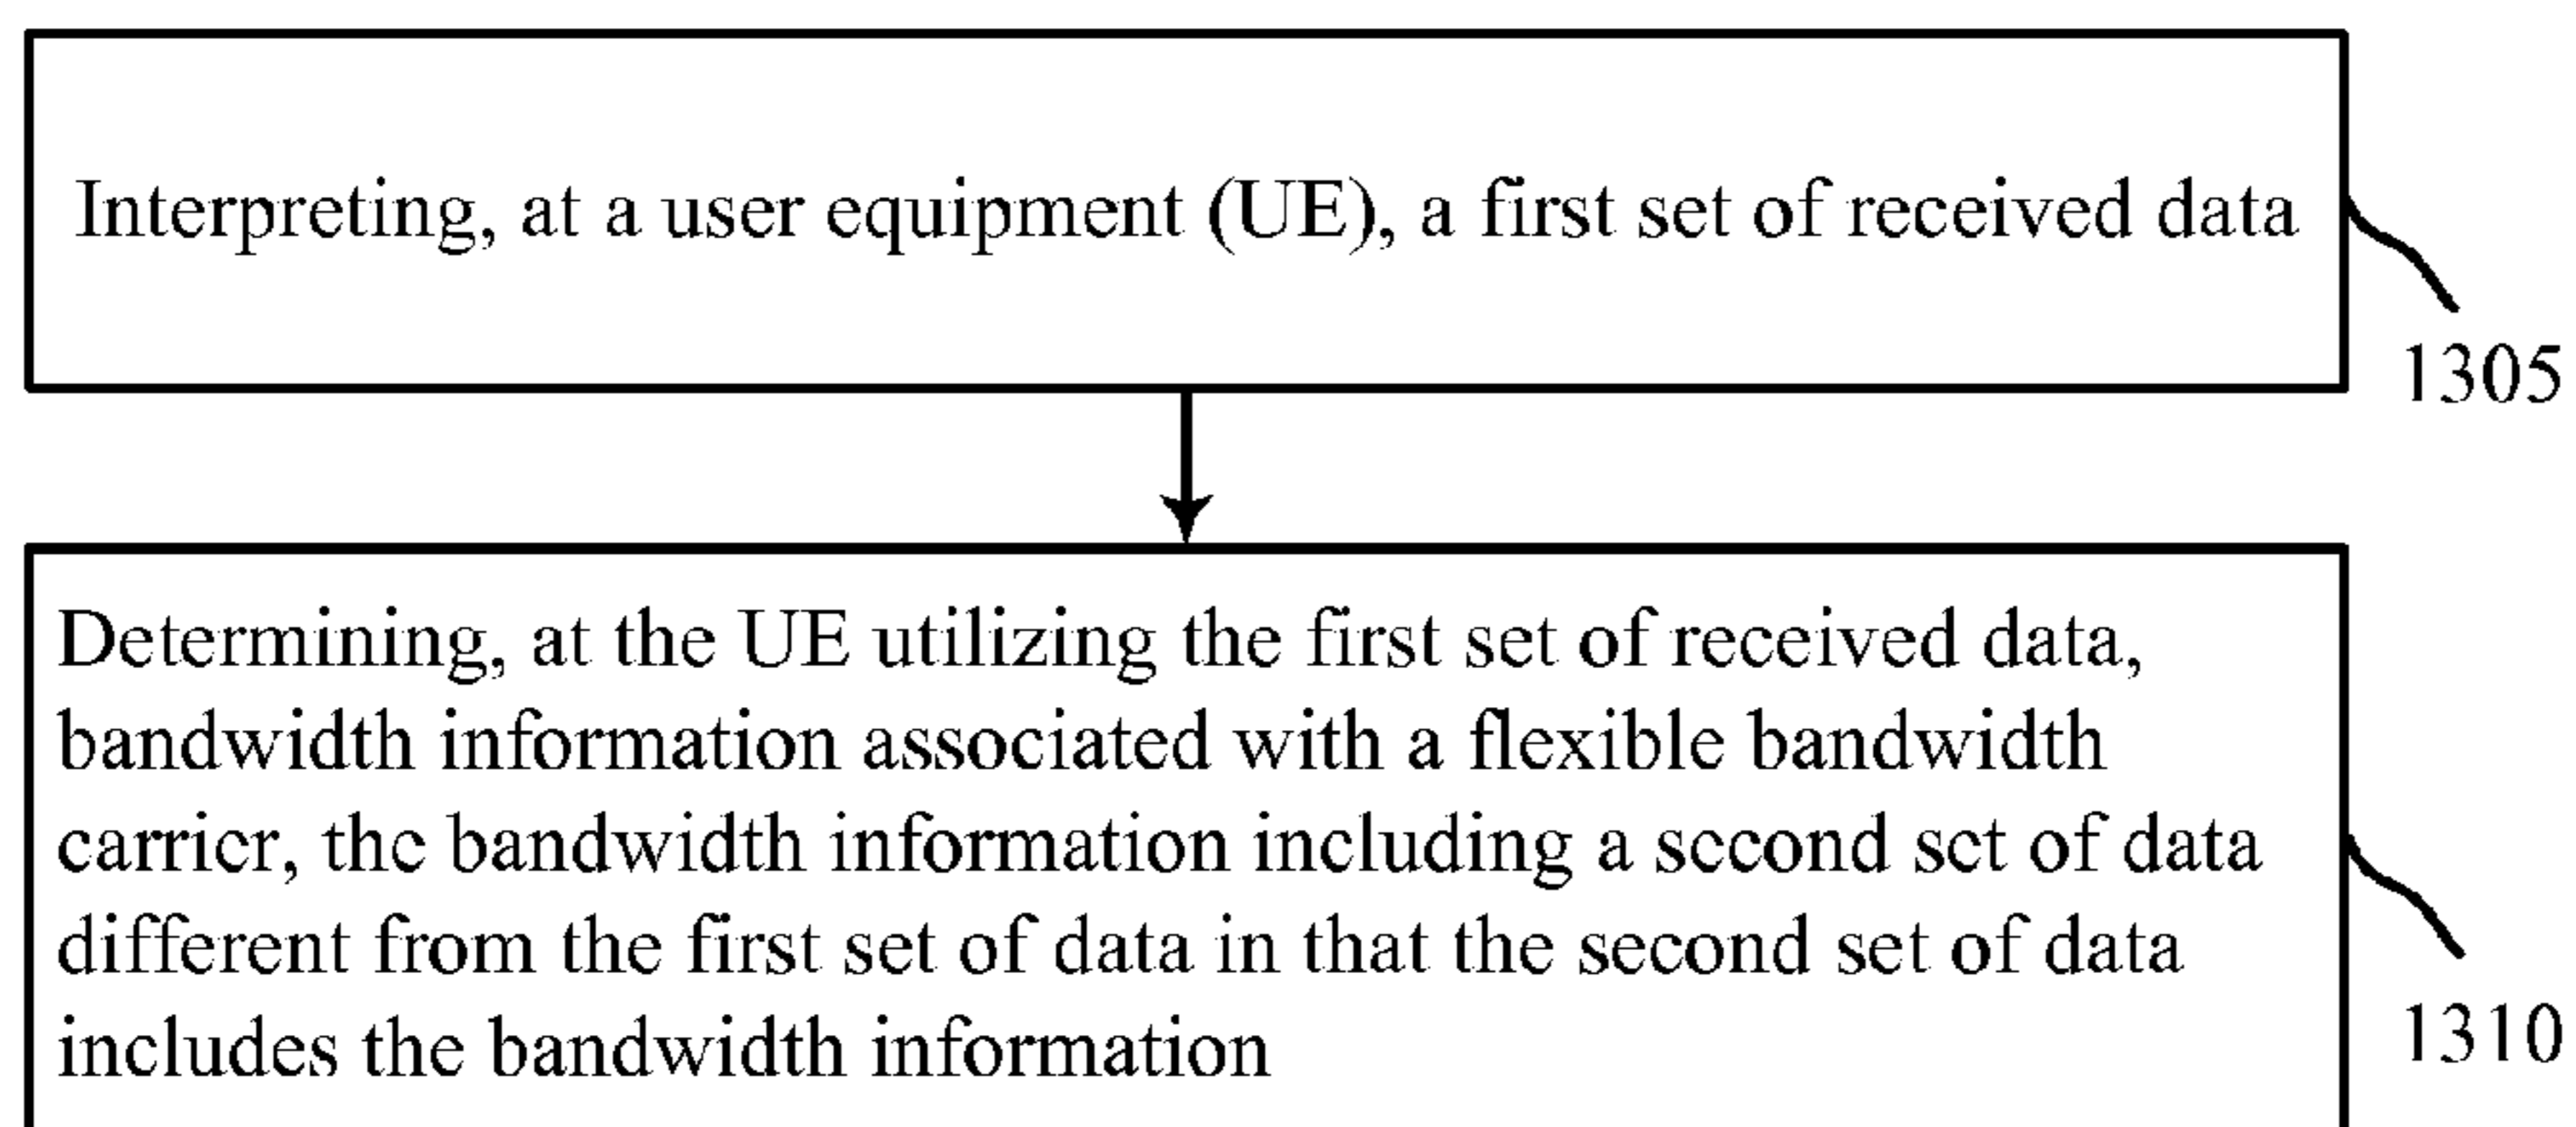 Interpreting, at a user equipment (UE), a first set of received data
1305
Determining, at the UE utilizing the first set of received data,
bandwidth information associated with a flexible bandwidth
carrier, the bandwidth information including a second set of data
different from the first set of data in that the second set of data
includes the bandwidth information
1310